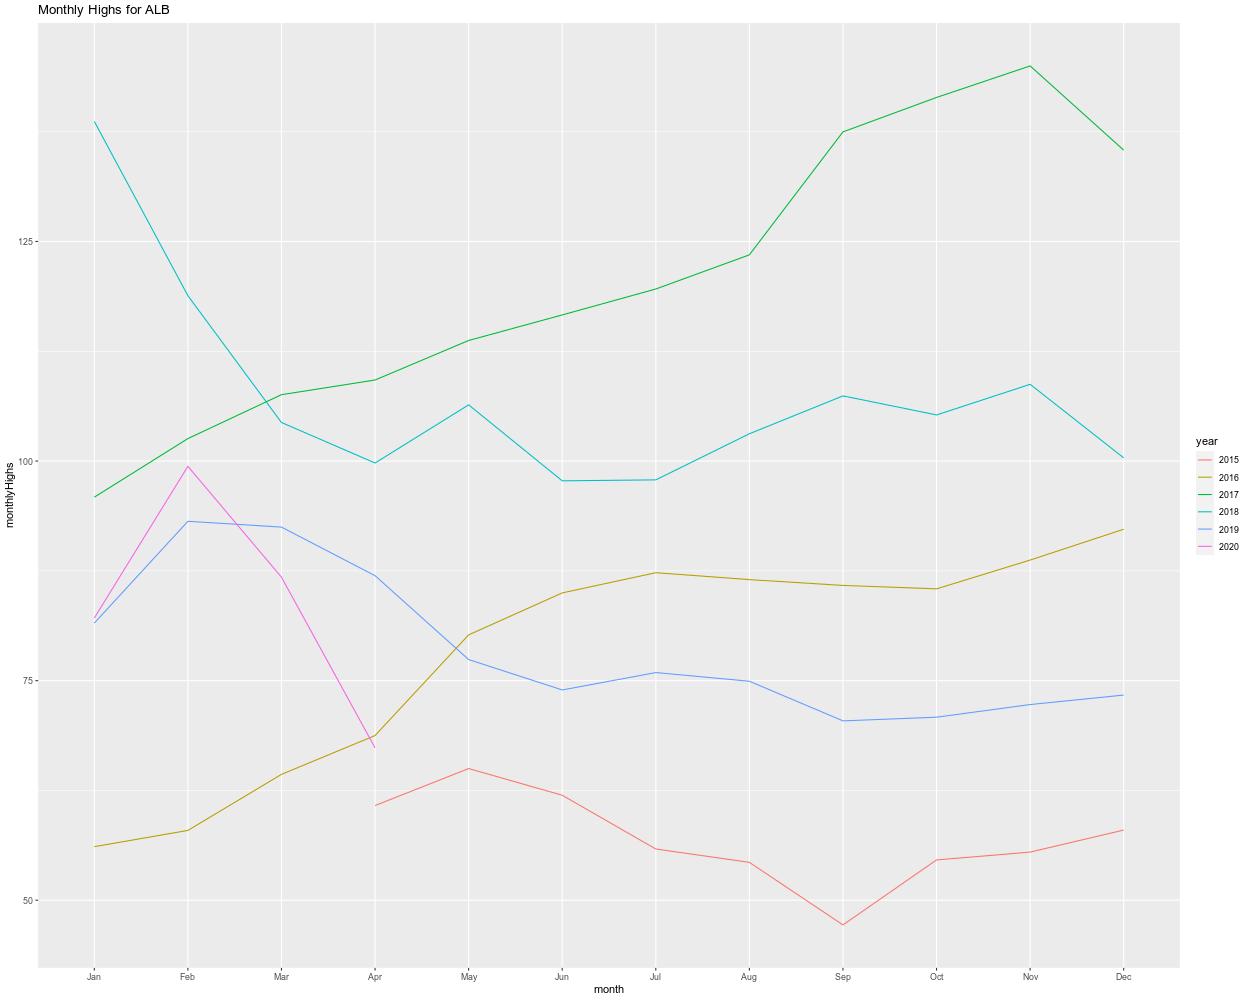 Monthly Highs for ALB
monthlyHighs
125
100
75
50
Jan Feb Mar Apr May Jun Jul Aug Sep Oct Nov Dec
month
year
2015
2016
2017
2018
2019
2020